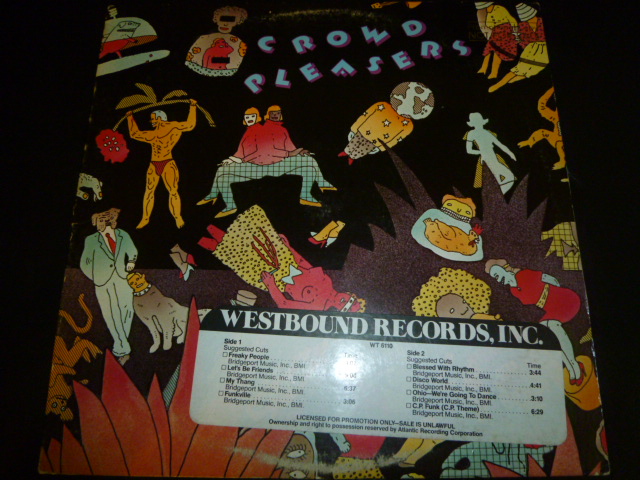 CROWD
PLEASERS
WESTBOUND RECORDS, INC.
WT 6110
Side 1
Suggested Cuts Time
Freaky People
Bridgeport Music, Inc., BMI.
Let's Be Friends
Bridgeport Music, Inc., BMI.
My Thang
Bridgeport Music, Inc., BMI.
Funkville
Bridgeport Music, Inc., BMI.
Side 2
Suggested Cuts Time
Blessed With Rhythm 3:44
Bridgeport Music, Inc., BMI.
Disco World 4:41
Bridgeport Music, Inc., BMI.
Ohio—We're Going To Dance 3:10
Bridgeport Music, Inc., BMI.
C.P. Funk (C.P. Theme) 6:29
Bridgeport Music, Inc., BMI.
LICENSED FOR PROMOTION ONLY—SALE IS UNLAWFUL
Ownership and right to possession reserved by Atlantic Recording Corporation